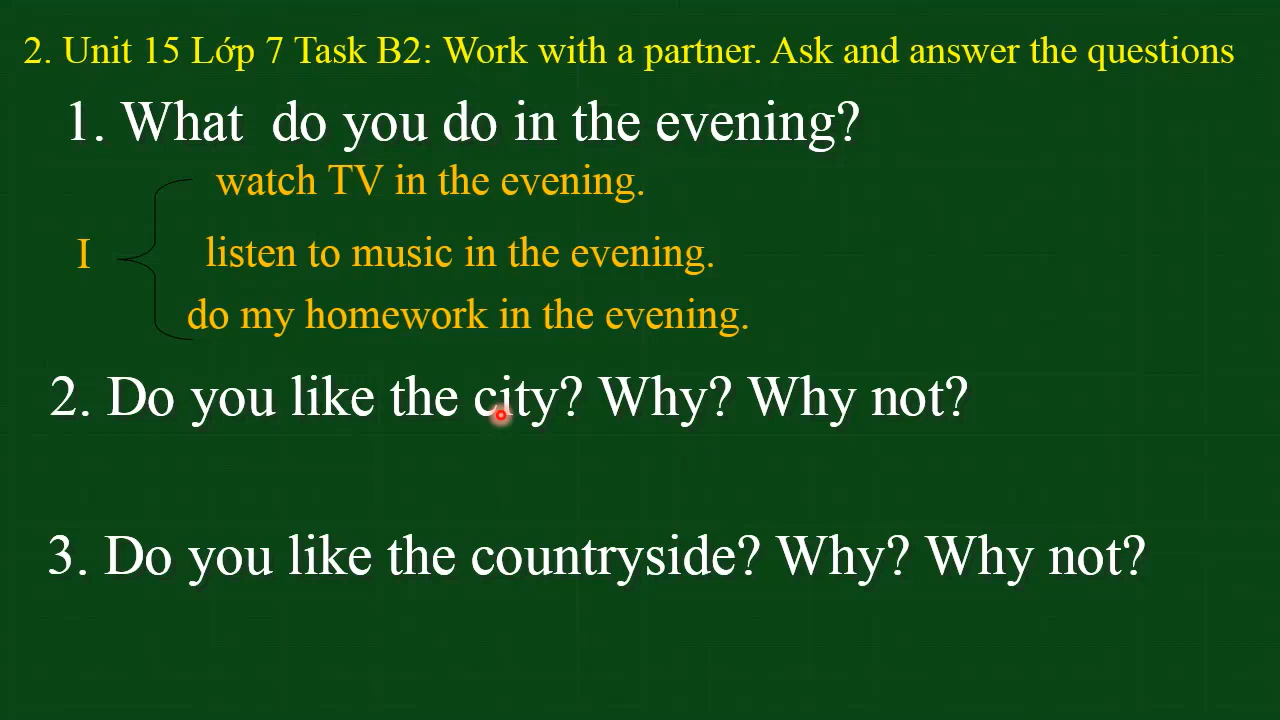 2. Unit 15 Lớp 7 Task B2: Work with a partner. Ask and answer the questions
1. What do you do in the evening?
watch TV in the evening.
I
listen to music in the evening.
do my homework in the evening.
2. Do you like the city? Why? Why not?
3. Do you like the countryside? Why? Why not?